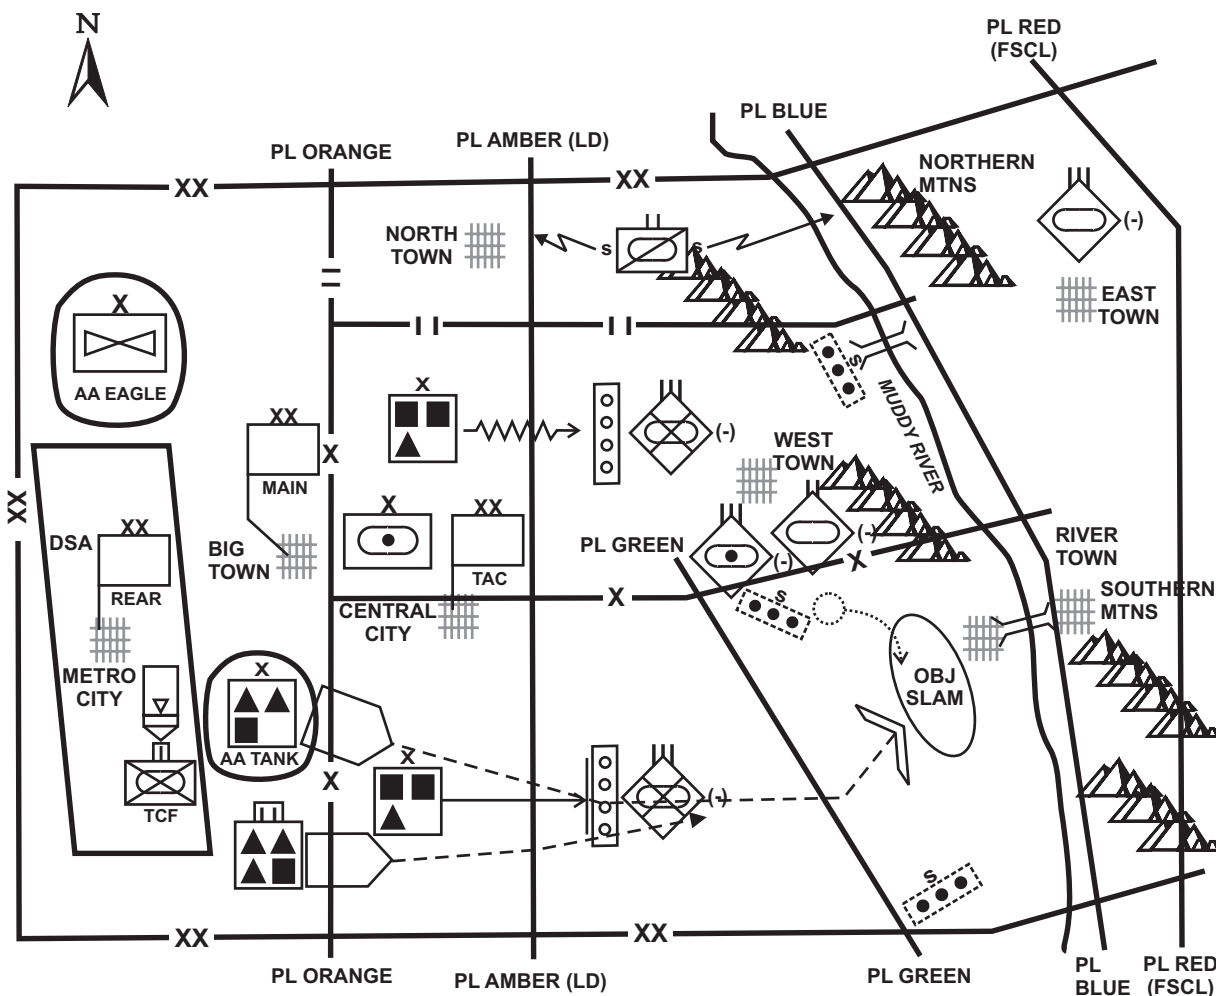 N
PL RED
(FSCL)
PL BLUE
PL AMBER (LD)
PL ORANGE
NORTHERN
MTNS
XX
XX
(-)
NORTH
TOWN
s
s
EAST
TOWN
X
AA EAGLE
s
MUDDY RIVER
X
XX
MAIN
X
(-)
WEST
TOWN
XX
DSA
XX
REAR
BIG
TOWN
X
XX
TAC
PL GREEN
(-)
(-)
X
RIVER
TOWN
X
CENTRAL
CITY
s
SOUTHERN
MTNS
METRO
CITY
X
AA TANK
OBJ
SLAM
X
X
(-)
TCF
s
XX
XX
PL ORANGE
PL AMBER (LD)
PL GREEN
PL
BLUE
PL RED
(FSCL)